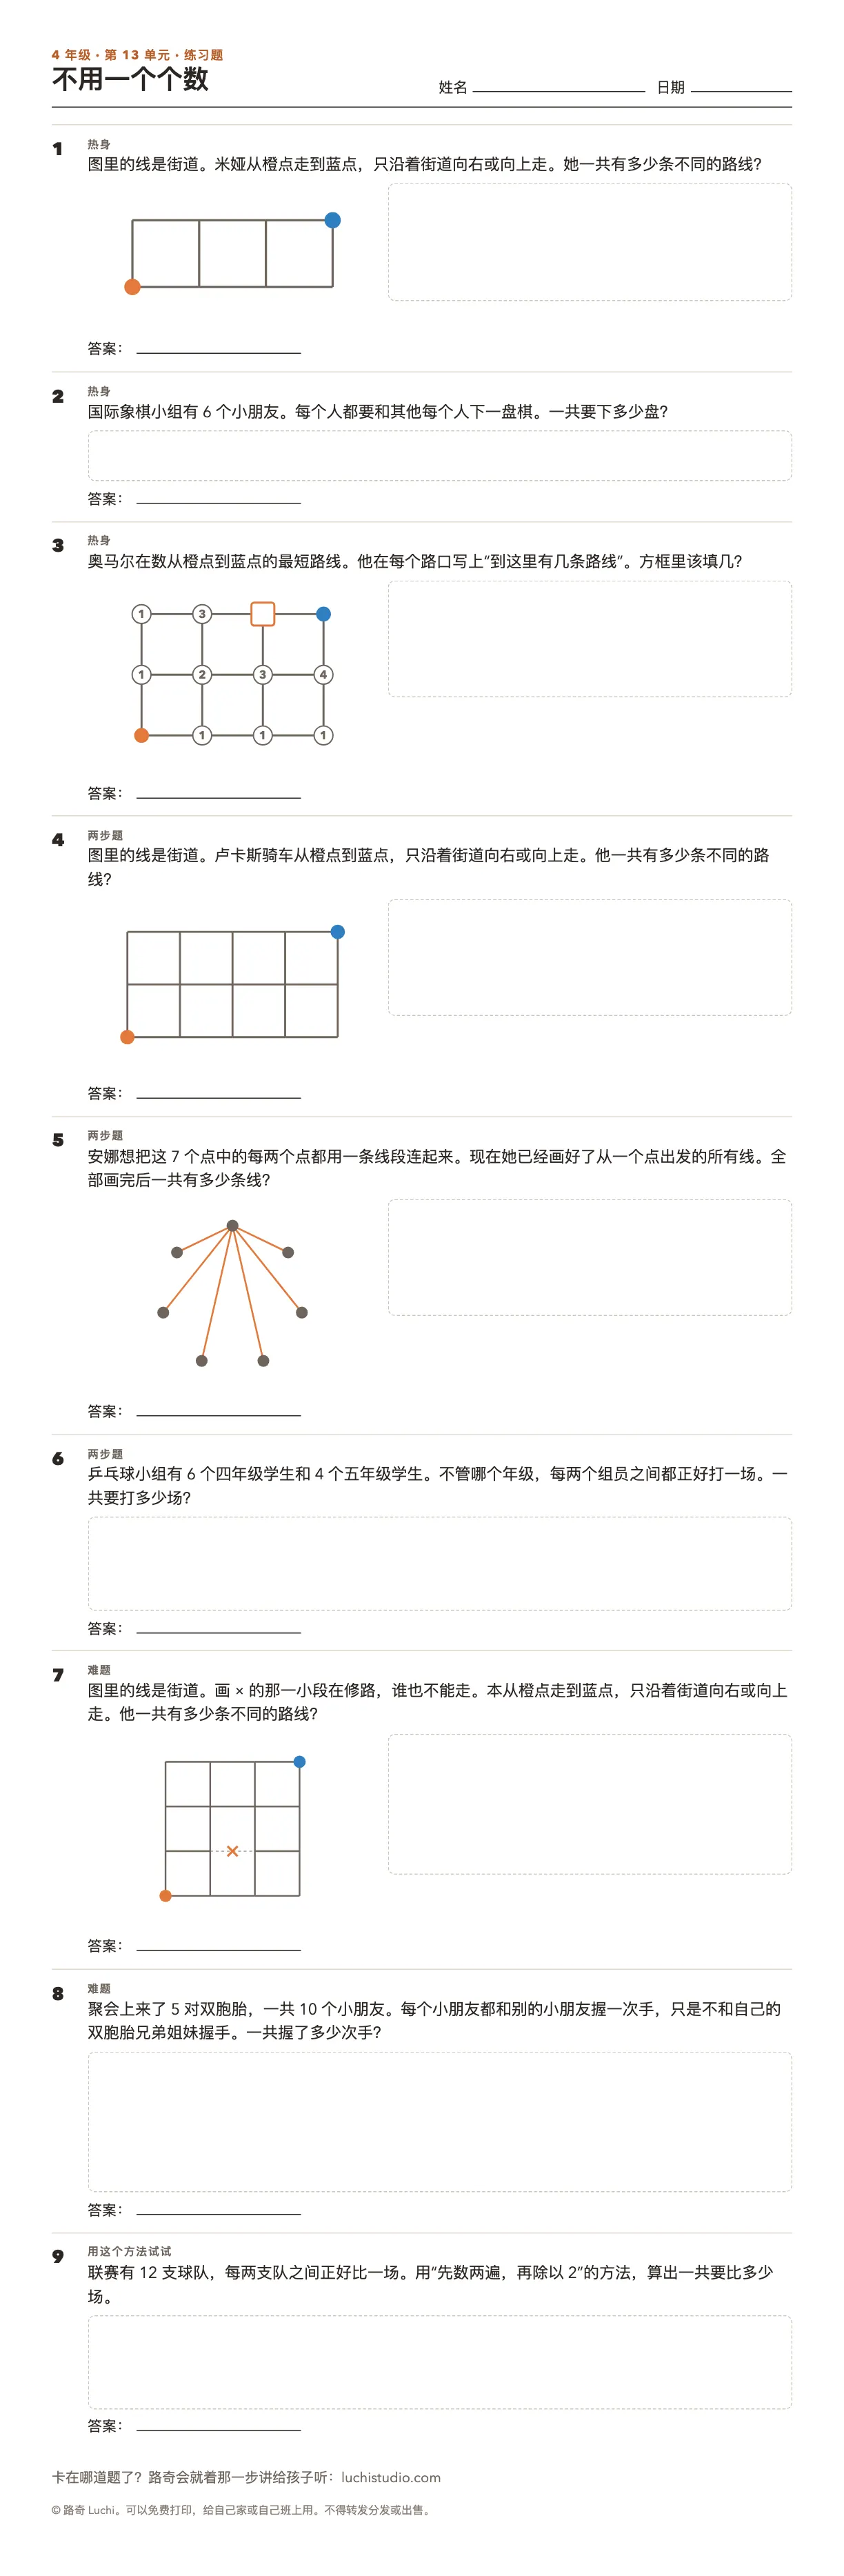 4 年级 · 第 13 单元 · 练习题
不用一个个数
姓名
日期
1
热身
图里的线是街道。米娅从橙点走到蓝点，只沿着街道向右或向上走。她一共有多少条不同的路线？
答案：
2
热身
国际象棋小组有 6 个小朋友。每个人都要和其他每个人下一盘棋。一共要下多少盘？
答案：
3
热身
奥马尔在数从橙点到蓝点的最短路线。他在每个路口写上“到这里有几条路线”。方框里该填几？
1 3
1 2 3 4
1 1 1
答案：
4
两步题
图里的线是街道。卢卡斯骑车从橙点到蓝点，只沿着街道向右或向上走。他一共有多少条不同的路
线？
答案：
5
两步题
安娜想把这 7 个点中的每两个点都用一条线段连起来。现在她已经画好了从一个点出发的所有线。全
部画完后一共有多少条线？
答案：
6
两步题
乒乓球小组有 6 个四年级学生和 4 个五年级学生。不管哪个年级，每两个组员之间都正好打一场。一
共要打多少场？
答案：
7
难题
图里的线是街道。画 × 的那一小段在修路，谁也不能走。本从橙点走到蓝点，只沿着街道向右或向上
走。他一共有多少条不同的路线？
×
答案：
8
难题
聚会上来了 5 对双胞胎，一共 10 个小朋友。每个小朋友都和别的小朋友握一次手，只是不和自己的
双胞胎兄弟姐妹握手。一共握了多少次手？
答案：
9
用这个方法试试
联赛有 12 支球队，每两支队之间正好比一场。用“先数两遍，再除以 2”的方法，算出一共要比多少
场。
答案：
卡在哪道题了？路奇会就着那一步讲给孩子听：luchistudio.com
© 路奇 Luchi。可以免费打印，给自己家或自己班上用。不得转发分发或出售。